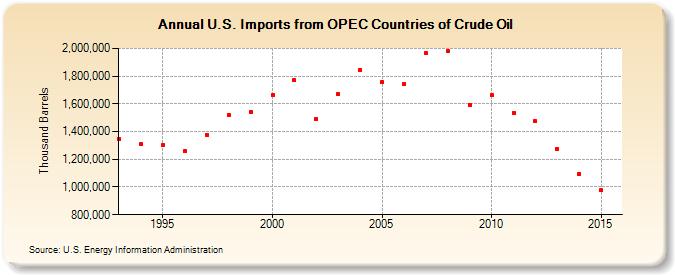 Annual U.S. Imports from OPEC Countries of Crude Oil
Thousand Barrels
2,000,000
1,800,000
1,600,000
1,400,000
1,200,000
1,000,000
800,000
1995 2000 2005 2010 2015
Source: U.S. Energy Information Administration